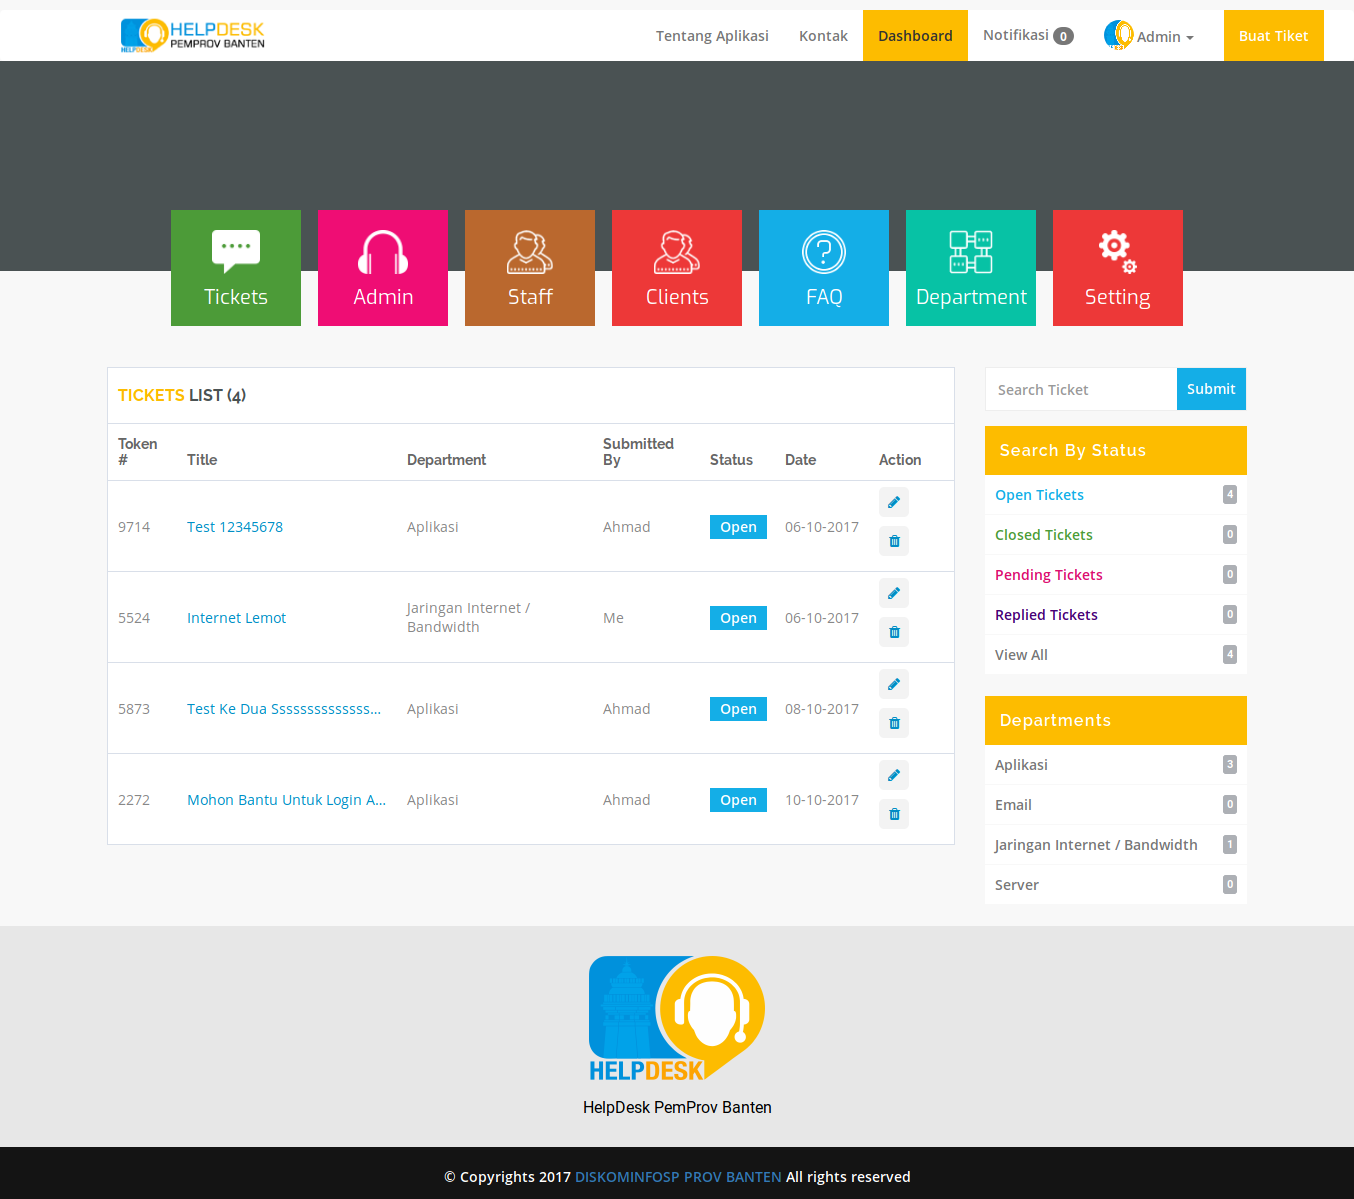 HELPDESK
PEMPROV BANTEN
HELPDESK
Tentang Aplikasi
Kontak
Dashboard
Notifikasi 0
Admin
Buat Tiket
Tickets
Admin
Staff
Clients
FAQ
Department
Setting
TICKETS LIST (4)
Token # Title Department Submitted By Status Date Action
9714 Test 12345678 Aplikasi Ahmad Open 06-10-2017
5524 Internet Lemot Jaringan Internet / Bandwidth Me Open 06-10-2017
5873 Test Ke Dua Sssssssssssssss... Aplikasi Ahmad Open 08-10-2017
2272 Mohon Bantu Untuk Login A... Aplikasi Ahmad Open 10-10-2017
Search Ticket Submit
Search By Status
Open Tickets 4
Closed Tickets 0
Pending Tickets 0
Replied Tickets 0
View All 4
Departments
Aplikasi 3
Email 0
Jaringan Internet / Bandwidth 1
Server 0
HELPDESK
HelpDesk PemProv Banten
© Copyrights 2017 DISKOMINFOSP PROV BANTEN All rights reserved